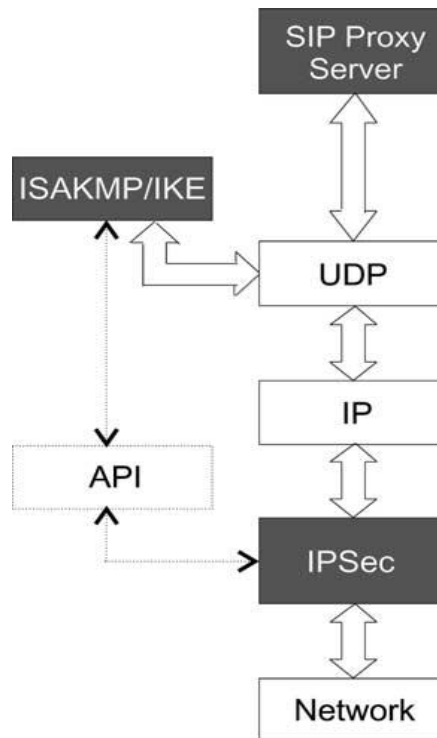 SIP Proxy
Server
ISAKMP/IKE
UDP
IP
API
IPSec
Network